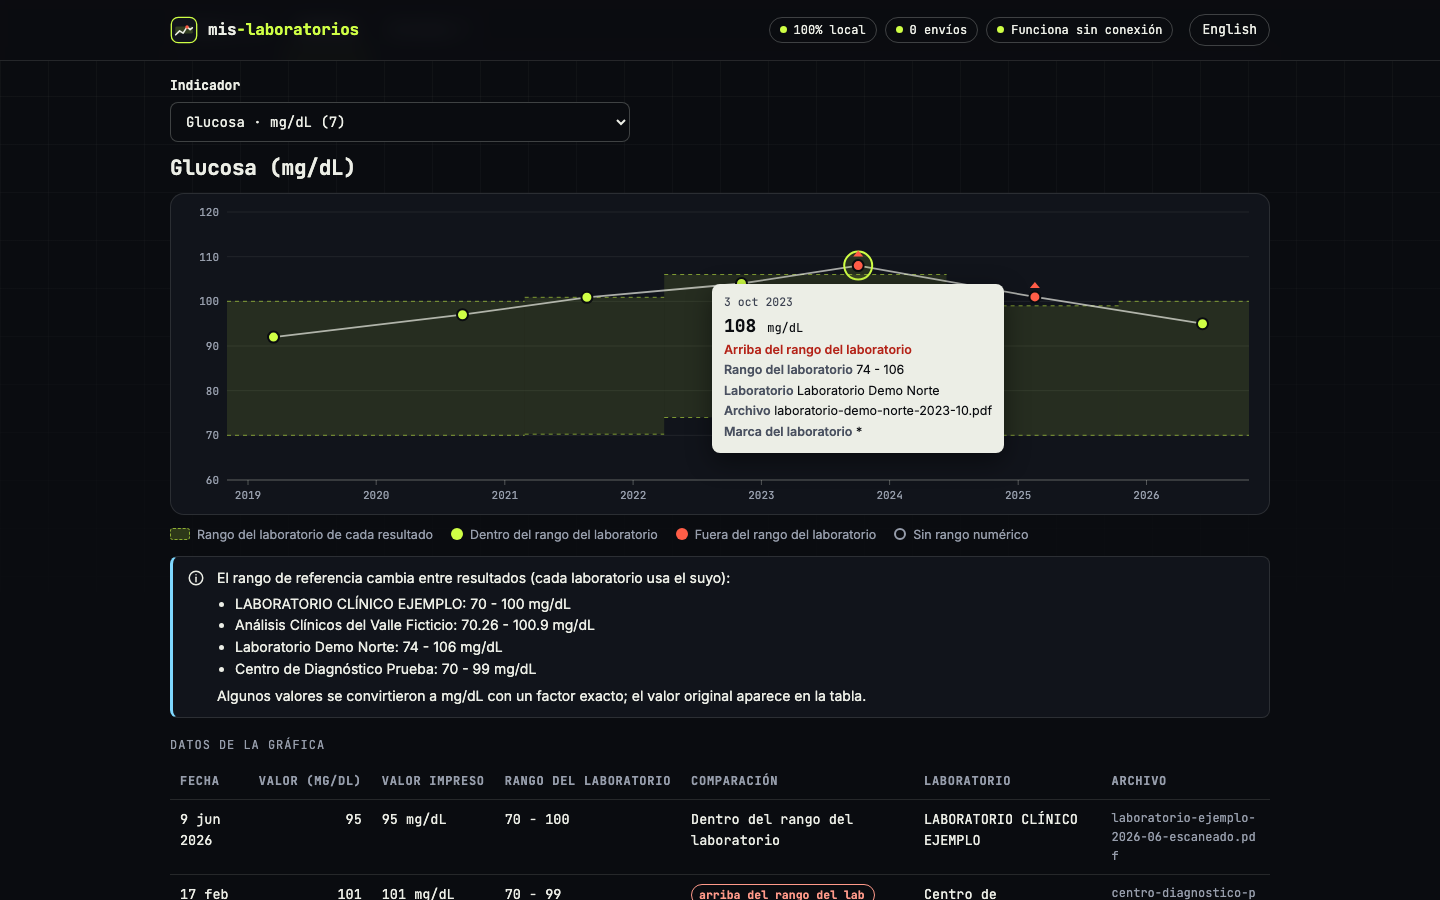 mis-laboratorios
100% local
0 envíos
Funciona sin conexión
English
Indicador
Glucosa · mg/dL (7)
Glucosa (mg/dL)
120
110
100
90
80
70
60
2019 2020 2021 2022 2023 2024 2025 2026
3 oct 2023
108 mg/dL
Arriba del rango del laboratorio
Rango del laboratorio 74 - 106
Laboratorio Laboratorio Demo Norte
Archivo laboratorio-demo-norte-2023-10.pdf
Marca del laboratorio *
Rango del laboratorio de cada resultado
Dentro del rango del laboratorio
Fuera del rango del laboratorio
Sin rango numérico
El rango de referencia cambia entre resultados (cada laboratorio usa el suyo):
• LABORATORIO CLÍNICO EJEMPLO: 70 - 100 mg/dL
• Análisis Clínicos del Valle Ficticio: 70.26 - 100.9 mg/dL
• Laboratorio Demo Norte: 74 - 106 mg/dL
• Centro de Diagnóstico Prueba: 70 - 99 mg/dL
Algunos valores se convirtieron a mg/dL con un factor exacto; el valor original aparece en la tabla.
DATOS DE LA GRÁFICA
FECHA VALOR (MG/DL) VALOR IMPRESO RANGO DEL LABORATORIO COMPARACIÓN LABORATORIO ARCHIVO
9 jun 95 95 mg/dL 70 - 100 Dentro del rango del LABORATORIO CLÍNICO laboratorio-ejemplo-
2026 laboratorio EJEMPLO 2026-06-escaneado.pd
f
17 feb 101 101 mg/dL 70 - 99 arriba del rango del lab Centro de centro-diagnostico-p